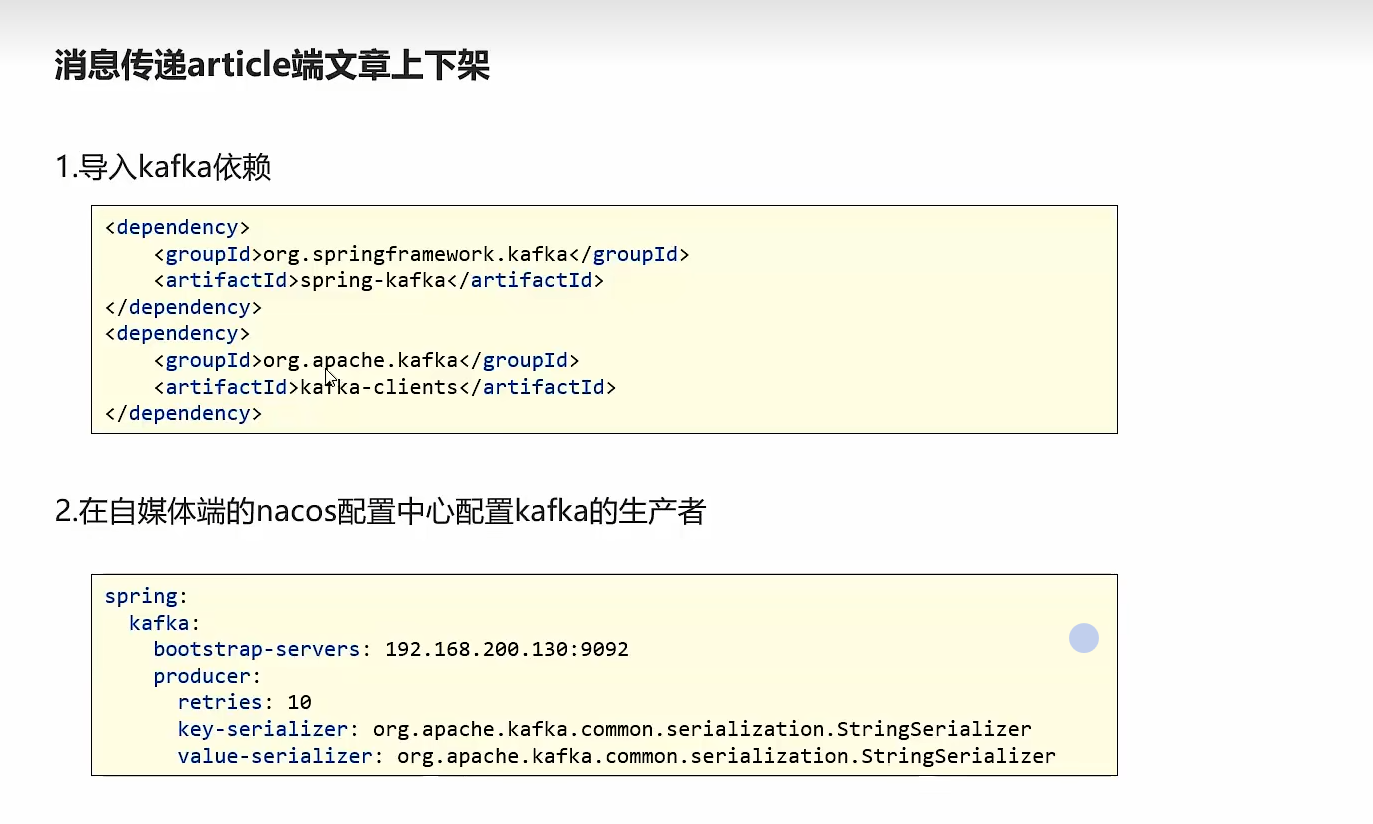 消息传递article端文章上下架
1.导入kafka依赖
<dependency>
    <groupId>org.springframework.kafka</groupId>
    <artifactId>spring-kafka</artifactId>
</dependency>
<dependency>
    <groupId>org.apache.kafka</groupId>
    <artifactId>kafka-clients</artifactId>
</dependency>
2.在自媒体端的nacos配置中心配置kafka的生产者
spring:
  kafka:
    bootstrap-servers: 192.168.200.130:9092
    producer:
      retries: 10
      key-serializer: org.apache.kafka.common.serialization.StringSerializer
      value-serializer: org.apache.kafka.common.serialization.StringSerializer